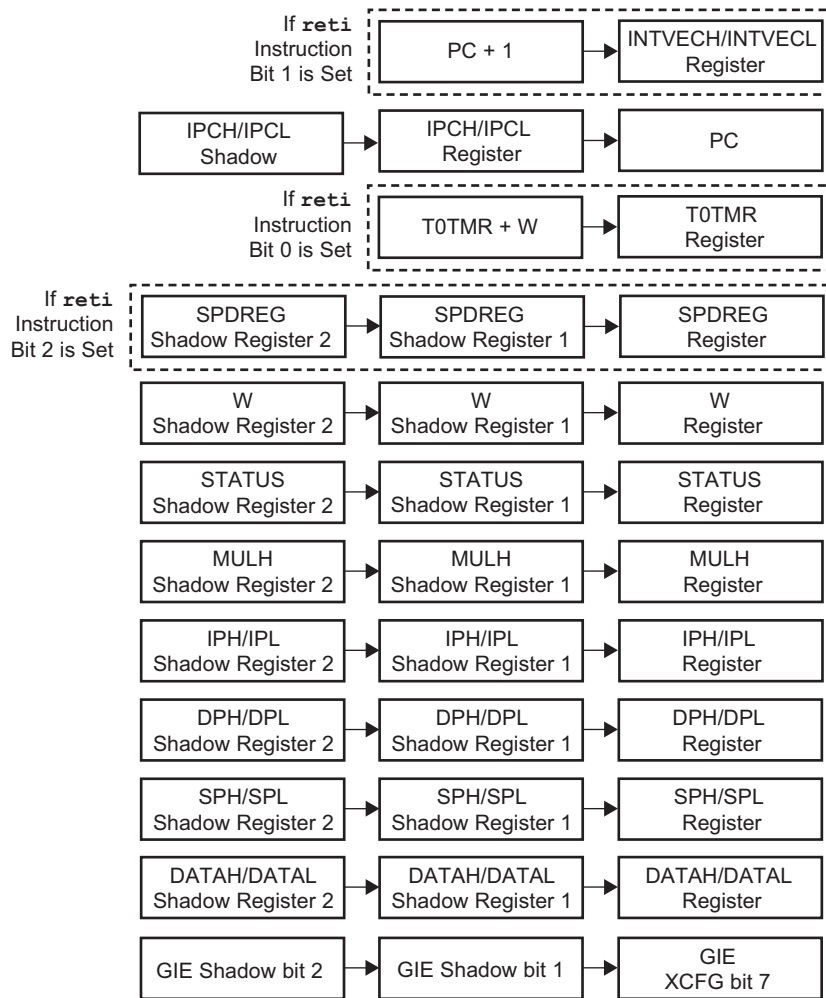 If reti
Instruction
Bit 1 is Set
PC + 1
INTVECH/INTVECL
Register
IPCH/IPCL
Shadow
IPCH/IPCL
Register
PC
If reti
Instruction
Bit 0 is Set
T0TMR + W
T0TMR
Register
If reti
Instruction
Bit 2 is Set
SPDREG
Shadow Register 2
SPDREG
Shadow Register 1
SPDREG
Register
W
Shadow Register 2
W
Shadow Register 1
W
Register
STATUS
Shadow Register 2
STATUS
Shadow Register 1
STATUS
Register
MULH
Shadow Register 2
MULH
Shadow Register 1
MULH
Register
IPH/IPL
Shadow Register 2
IPH/IPL
Shadow Register 1
IPH/IPL
Register
DPH/DPL
Shadow Register 2
DPH/DPL
Shadow Register 1
DPH/DPL
Register
SPH/SPL
Shadow Register 2
SPH/SPL
Shadow Register 1
SPH/SPL
Register
DATAH/DATAL
Shadow Register 2
DATAH/DATAL
Shadow Register 1
DATAH/DATAL
Register
GIE Shadow bit 2
GIE Shadow bit 1
GIE
XCFG bit 7